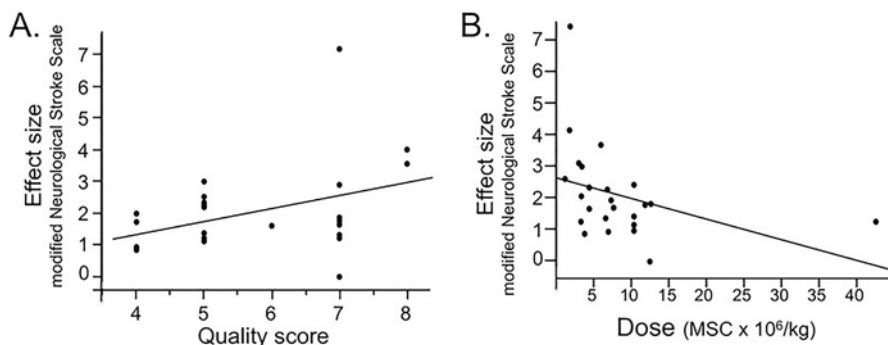 A.
Effect size
modified Neurological Stroke Scale
7
6
5
4
3
2
1
0
4
5
6
7
8
Quality score
B.
Effect size
modified Neurological Stroke Scale
7
6
5
4
3
2
1
0
5 10 15 20 25 30 35 40
Dose (MSC x 10⁶/kg)